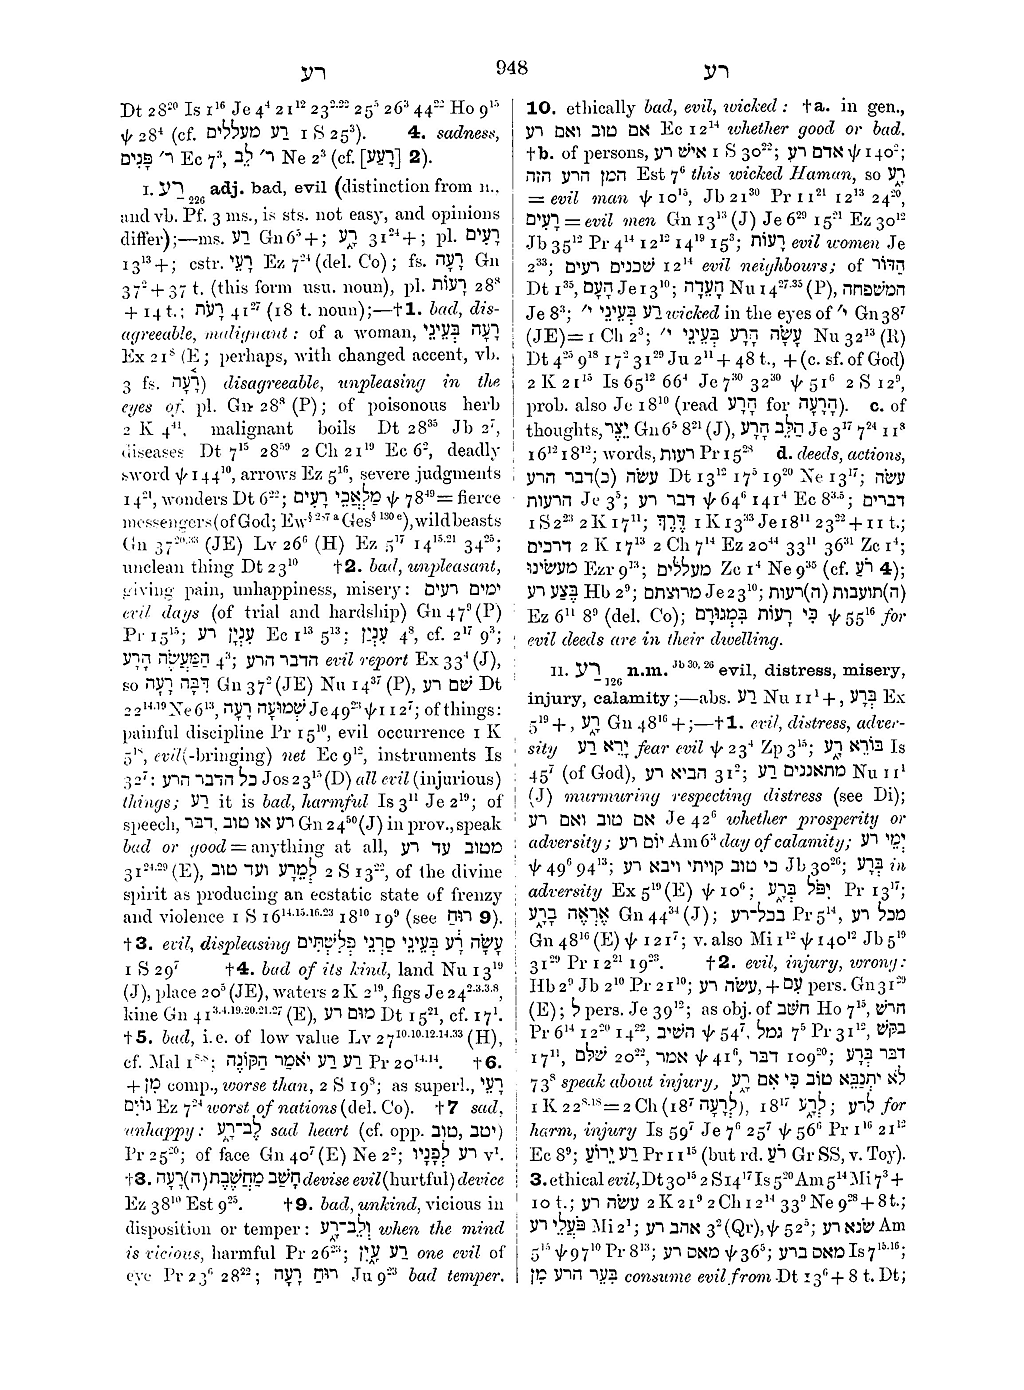 רע 948 רע
Dt 28²⁰ Is 1¹⁶ Je 4⁴ 21¹² 23²·²² 25⁵ 26³ 44²² Ho 9¹⁵
ψ 28⁴ (cf. רַע מעללים 1 S 25³). 4. sadness,
ר׳ פָּנִים Ec 7³, ר׳ לֵב Ne 2³ (cf. [רָעַע] 2).
I. רַע₂₂₆ adj. bad, evil (distinction from n.,
and vb. Pf. 3 ms., is sts. not easy, and opinions
differ);—ms. רַע Gn 6⁵ +; רָע 31²⁴ +; pl. רָעִים
13¹³ +; cstr. רָעֵי Ez 7²⁴ (del. Co); fs. רָעָה Gn
37² + 37 t. (this form usu. noun), pl. רָעוֹת 28⁸
+ 14 t.; רָעֹת 41²⁷ (18 t. noun);—†1. bad, dis-
agreeable, malignant: of a woman, רָעָה בְּעֵינֵי
Ex 21⁸ (E; perhaps, with changed accent, vb.
3 fs. רָ֫עָה) disagreeable, unpleasing in the
eyes of, pl. Gn 28⁸ (P); of poisonous herb
2 K 4⁴¹, malignant boils Dt 28³⁵ Jb 2⁷,
diseases Dt 7¹⁵ 28⁵⁹ 2 Ch 21¹⁹ Ec 6², deadly
sword ψ 144¹⁰, arrows Ez 5¹⁶, severe judgments
14²¹, wonders Dt 6²²; מַלְאֲכֵי רָעִים ψ 78⁴⁹ = fierce
messengers (of God; Ew§ 287 a Ges§ 130 e), wild beasts
Gn 37²⁰·³³ (JE) Lv 26⁶ (H) Ez 5¹⁷ 14¹⁵·²¹ 34²⁵;
unclean thing Dt 23¹⁰ †2. bad, unpleasant,
giving pain, unhappiness, misery: ימים רעים
evil days (of trial and hardship) Gn 47⁹ (P)
Pr 15¹⁵; עִנְיָן רע Ec 1¹³ 5¹³; עִנְיַן 4⁸, cf. 2¹⁷ 9³;
הַמַּעֲשֶׂה הָרָע 4³; הדבר הרע evil report Ex 33⁴ (J),
so דִּבָּה רָעָה Gn 37² (JE) Nu 14³⁷ (P), שם רע Dt
22¹⁴·¹⁹ Ne 6¹³, שְׁמוּעָה רָעָה Je 49²³ ψ 112⁷; of things:
painful discipline Pr 15¹⁰, evil occurrence 1 K
5¹⁸, evil(-bringing) net Ec 9¹², instruments Is
32⁷: כל הדבר הרע Jos 23¹⁵ (D) all evil (injurious)
things; רַע it is bad, harmful Is 3¹¹ Je 2¹⁹; of
speech, דבר, רע או טוב Gn 24⁵⁰ (J) in prov., speak
bad or good = anything at all, מטוב עד רע
31²⁴·²⁹ (E), לְמֵרָע ועד טוב 2 S 13²², of the divine
spirit as producing an ecstatic state of frenzy
and violence 1 S 16¹⁴·¹⁵·¹⁶·²³ 18¹⁰ 19⁹ (see רוּחַ 9).
†3. evil, displeasing עָשָׂה רָע בְּעֵינֵי סַרְנֵי פְלִשְׁתִּים
1 S 29⁷ †4. bad of its kind, land Nu 13¹⁹
(J), place 20⁵ (JE), waters 2 K 2¹⁹, figs Je 24²·³·³·⁸,
kine Gn 41³·⁴·¹⁹·²⁰·²¹·²⁷ (E), מוּם רע Dt 15²¹, cf. 17¹.
†5. bad, i.e. of low value Lv 27¹⁰·¹⁰·¹²·¹⁴·³³ (H),
cf. Mal 1⁸·⁸; רַע רַע יֹאמַר הַקּוֹנֶה Pr 20¹⁴·¹⁴. †6.
+ מִן comp., worse than, 2 S 19⁸; as superl., רָעֵי
גוֹיִם Ez 7²⁴ worst of nations (del. Co). †7 sad,
unhappy: לֶב־רָע sad heart (cf. opp. יטב, טוב)
Pr 25²⁰; of face Gn 40⁷ (E) Ne 2²; רע לְפָנָיו v¹.
†8. חָשַׁב מַחֲשֶׁבֶת(ה)רָעָה devise evil (hurtful) device
Ez 38¹⁰ Est 9²⁵. †9. bad, unkind, vicious in
disposition or temper: וְלֶב־רָע when the mind
is vicious, harmful Pr 26²³; רַע עָיִן one evil of
eye Pr 23⁶ 28²²; רוּחַ רָעָה Ju 9²³ bad temper.
10. ethically bad, evil, wicked: †a. in gen.,
אם טוב ואם רע Ec 12¹⁴ whether good or bad.
†b. of persons, איש רע 1 S 30²²; אדם רע ψ 140²;
המן הרע הזה Est 7⁶ this wicked Haman, so רָע
= evil man ψ 10¹⁵, Jb 21³⁰ Pr 11²¹ 12¹³ 24²⁰,
רָעִים = evil men Gn 13¹³ (J) Je 6²⁹ 15²¹ Ez 30¹²
Jb 35¹² Pr 4¹⁴ 12¹² 14¹⁹ 15³; רָעוֹת evil women Je
2³³; שכנים רעים 12¹⁴ evil neighbours; of הַדּוֹר
Dt 1³⁵, הָעָם Je 13¹⁰; הָעֵדָה Nu 14²⁷·³⁵ (P), המשפחה
Je 8³; רַע בְּעֵינֵי י׳ wicked in the eyes of י׳ Gn 38⁷
(JE) = 1 Ch 2³; עָשָׂה הָרַע בְּעֵינֵי י׳ Nu 32¹³ (R)
Dt 4²⁵ 9¹⁸ 17² 31²⁹ Ju 2¹¹ + 48 t., + (c. sf. of God)
2 K 21¹⁵ Is 65¹² 66⁴ Je 7³⁰ 32³⁰ ψ 51⁶ 2 S 12⁹,
prob. also Je 18¹⁰ (read הָרַע for הָרָעָה). c. of
thoughts, יֵצֶר Gn 6⁵ 8²¹ (J), הַלֵּב הָרָע Je 3¹⁷ 7²⁴ 11⁸
16¹² 18¹²; words, רעות Pr 15²⁸ d. deeds, actions,
עשׂה (כ)דבר הרע Dt 13¹² 17⁵ 19²⁰ Ne 13¹⁷; עשׂה
הרעות Je 3⁵; דבר רע ψ 64⁶ 141⁴ Ec 8³·⁵; דברים
1 S 2²³ 2 K 17¹¹; דֶּרֶךְ 1 K 13³³ Je 18¹¹ 23²² + 11 t.;
דרכים 2 K 17¹³ 2 Ch 7¹⁴ Ez 20⁴⁴ 33¹¹ 36³¹ Zc 1⁴;
מעשׂינו Ezr 9¹³; מעללים Zc 1⁴ Ne 9³⁵ (cf. רֹעַ 4);
בֶּצַע רע Hb 2⁹; מרוצתם Je 23¹⁰; (ה)תועבות (ה)רעות
Ez 6¹¹ 8⁹ (del. Co); כִּי רָעוֹת בִּמְגוּרָם ψ 55¹⁶ for
evil deeds are in their dwelling.
II. רַע₁₂₆ n.m. Jb 30, 26 evil, distress, misery,
injury, calamity;—abs. רַע Nu 11¹ +, בְּרָע Ex
5¹⁹ +, רָע Gn 48¹⁶ +;—†1. evil, distress, adver-
sity יָרֵא רַע fear evil ψ 23⁴ Zp 3¹⁵; בּוֹרֵא רָע Is
45⁷ (of God), הביא רע 31²; מתאננים רַע Nu 11¹
(J) murmuring respecting distress (see Di);
אם טוב ואם רע Je 42⁶ whether prosperity or
adversity; יום רע Am 6³ day of calamity; יְמֵי רע
ψ 49⁶ 94¹³; כי טוב קויתי ויבא רע Jb 30²⁶; בְּרָע in
adversity Ex 5¹⁹ (E) ψ 10⁶; יִפֹּל בְּרָע Pr 13¹⁷;
אֶרְאֶה בָרָע Gn 44³⁴ (J); בכל־רע Pr 5¹⁴, מכל רע
Gn 48¹⁶ (E) ψ 121⁷; v. also Mi 1¹² ψ 140¹² Jb 5¹⁹
31²⁹ Pr 12²¹ 19²³. †2. evil, injury, wrong:
Hb 2⁹ Jb 2¹⁰ Pr 21¹⁰; עשׂה רע, + עִם pers. Gn 31²⁹
(E); לְ pers. Je 39¹²; as obj. of חשׁב Ho 7¹⁵, חרשׁ
Pr 6¹⁴ 12²⁰ 14²², השׁיב ψ 54⁷, גמל 7⁵ Pr 31¹², בקשׁ
17¹¹, שׁלם 20²², אמר ψ 41⁶, דבר 109²⁰; דבר בְּרָע
73⁸ speak about injury, לֹא יִתְנַבֵּא טוֹב כִּי אִם רָע
1 K 22⁸·¹⁸ = 2 Ch (18⁷ לְרָעָה), 18¹⁷ לְרָע; לרע for
harm, injury Is 59⁷ Je 7⁶ 25⁷ ψ 56⁶ Pr 1¹⁶ 21¹²
Ec 8⁹; רַע יֵרוֹעַ Pr 11¹⁵ (but rd. רֹעַ Gr SS, v. Toy).
3. ethical evil, Dt 30¹⁵ 2 S 14¹⁷ Is 5²⁰ Am 5¹⁴ Mi 7³ +
10 t.; עשׂה רע 2 K 21⁹ 2 Ch 12¹⁴ 33⁹ Ne 9²⁸ + 8 t.;
פֹּעֲלֵי רע Mi 2¹; אהב רע 3² (Qr), ψ 52⁵; שׂנא רע Am
5¹⁵ ψ 97¹⁰ Pr 8¹³; מאס רע ψ 36⁵; מאס ברע Is 7¹⁵·¹⁶;
בִּעֵר הרע מִן consume evil from Dt 13⁶ + 8 t. Dt;